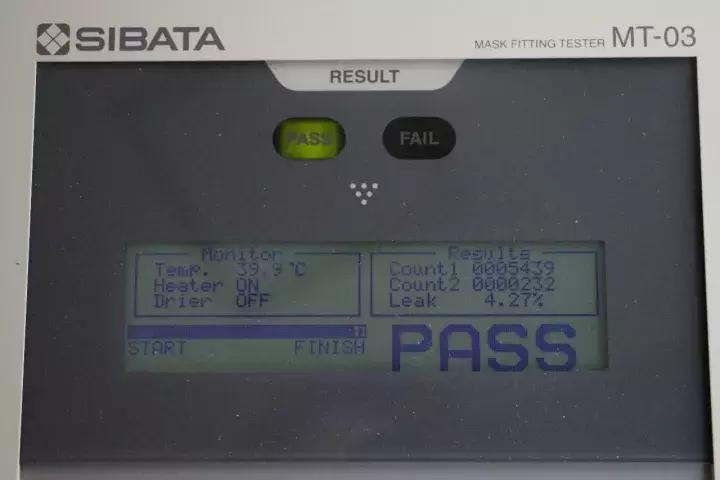 SIBATA
MASK FITTING TESTER MT-03
RESULT
PASS FAIL
Monitor
Temp. 39.9℃
Heater ON
Drier OFF
START FINISH
Results
Count1 0005439
Count2 0000232
Leak 4.27%
PASS